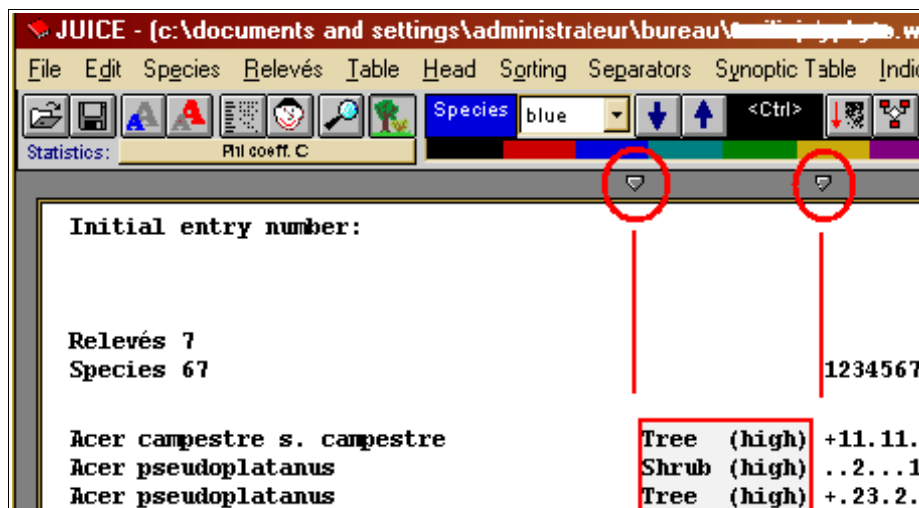 JUICE - (c:\documents and settings\administrateur\bureau\
File Edit Species Relevés Table Head Sorting Separators Synoptic Table Indic
Species blue <Ctrl>
Statistics: Phi coeff. C
Initial entry number:
Relevés 7
Species 67 1234567
Acer campestre s. campestre Tree (high) +11.11.
Acer pseudoplatanus Shrub (high) ..2...1
Acer pseudoplatanus Tree (high) +.23.2.